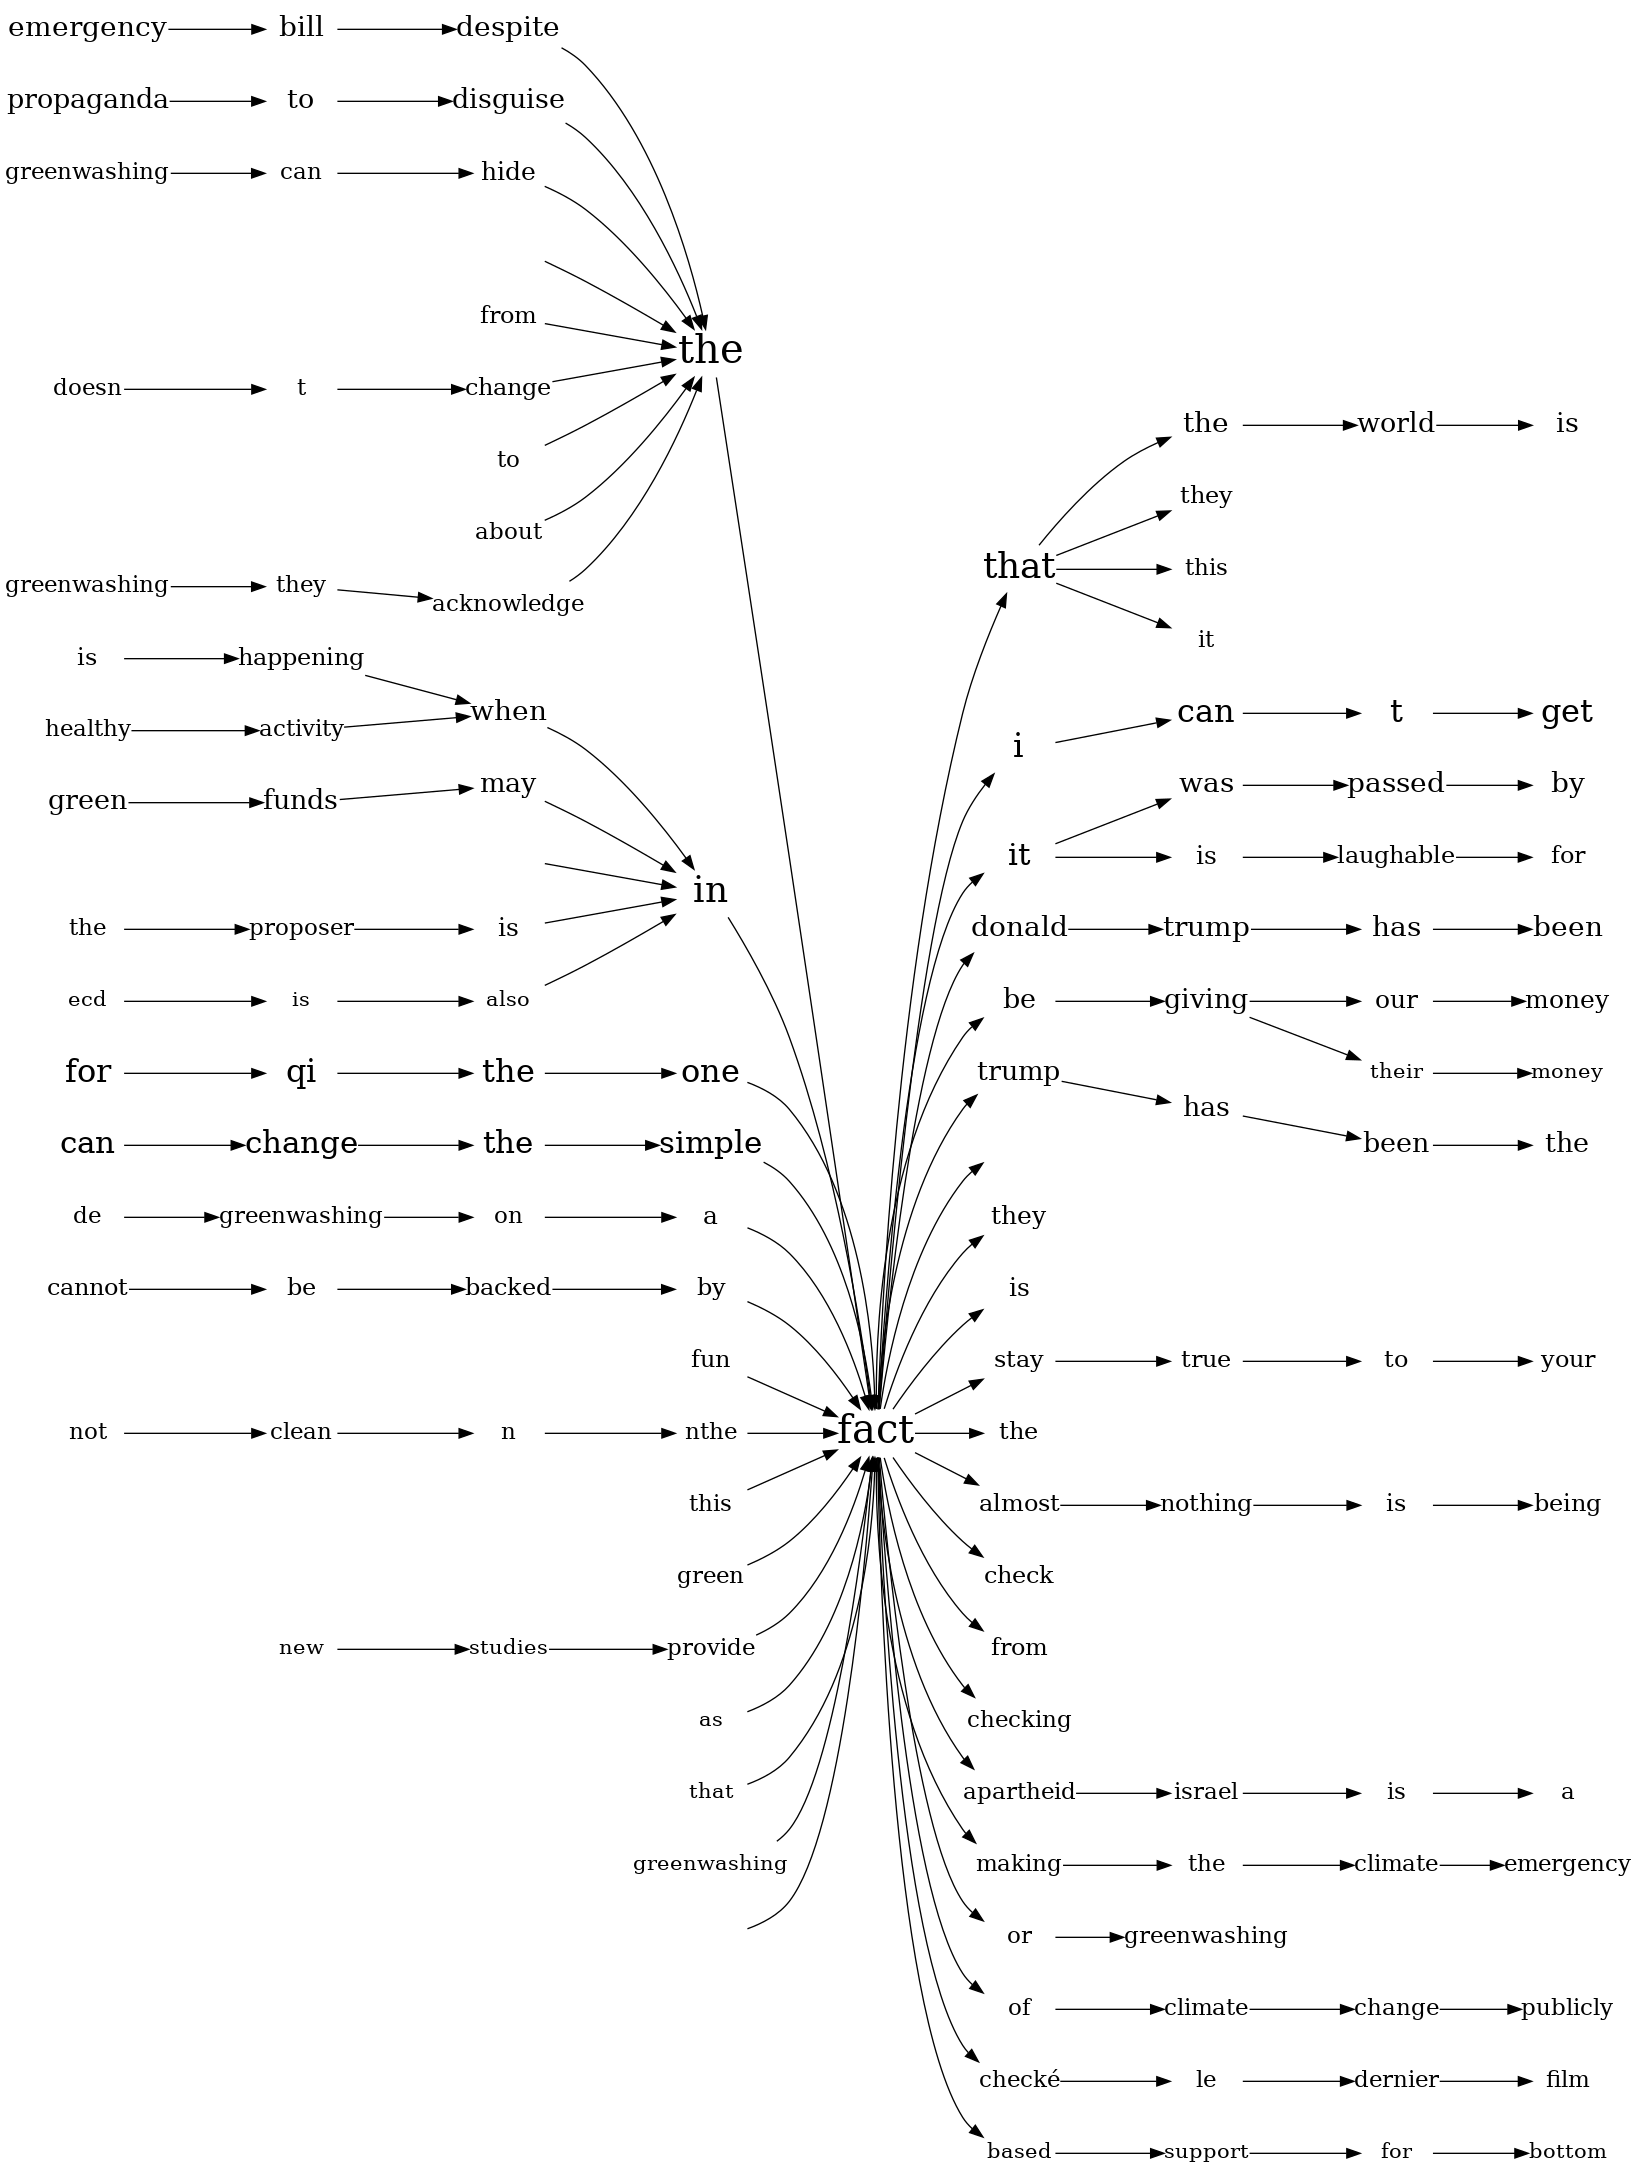 emergency bill despite
propaganda to disguise
greenwashing can hide
from
the
doesn t change
to
about
greenwashing they acknowledge
is happening
when
healthy activity
green funds may
in
the proposer is
ecd is also
for qi the one
can change the simple
de greenwashing on a
cannot be backed by
fun
not clean n nthe
fact
this
green
new studies provide
as
that
greenwashing
the world is
they
that
this
it
i can t get
it was passed by
is laughable for
donald trump has been
be giving our money
their money
trump has been the
they
is
stay true to your
the
almost nothing is being
check
from
checking
apartheid israel is a
making the climate emergency
or greenwashing
of climate change publicly
checké le dernier film
based support for bottom